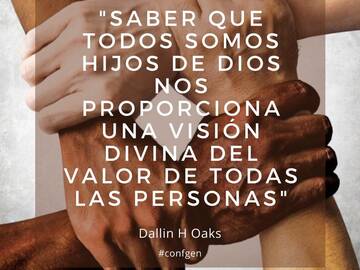 "SABER QUE
TODOS SOMOS
HIJOS DE DIOS
NOS
PROPORCIONA
UNA VISIÓN
DIVINA DEL
VALOR DE TODAS
LAS PERSONAS"
Dallin H Oaks
#confgen